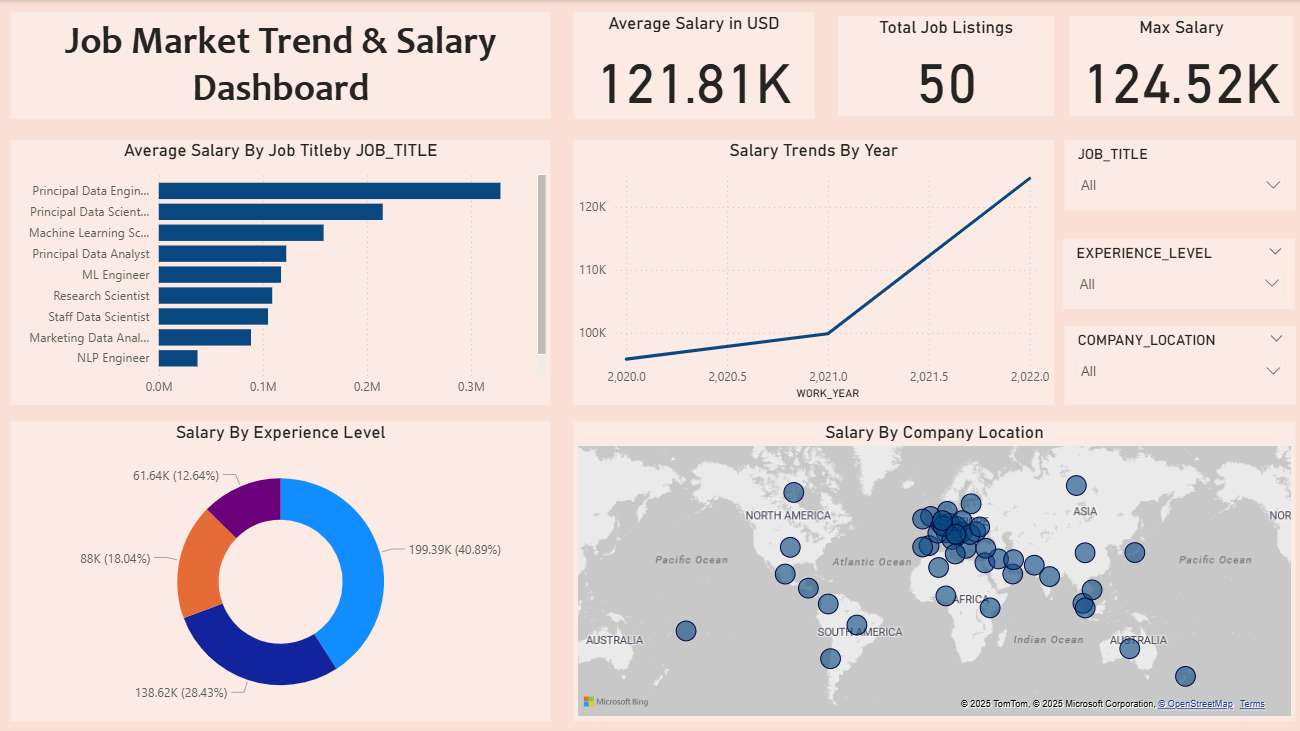 Job Market Trend & Salary
Dashboard
Average Salary in USD
121.81K
Total Job Listings
50
Max Salary
124.52K
Average Salary By Job Titleby JOB_TITLE
Principal Data Engin...
Principal Data Scient...
Machine Learning Sc...
Principal Data Analyst
ML Engineer
Research Scientist
Staff Data Scientist
Marketing Data Anal...
NLP Engineer
0.0M 0.1M 0.2M 0.3M
Salary Trends By Year
120K
110K
100K
2,020.0 2,020.5 2,021.0 2,021.5 2,022.0
WORK_YEAR
JOB_TITLE
All
EXPERIENCE_LEVEL
All
COMPANY_LOCATION
All
Salary By Experience Level
61.64K (12.64%)
88K (18.04%)
199.39K (40.89%)
138.62K (28.43%)
Salary By Company Location
NORTH AMERICA
ASIA
NOR
Pacific Ocean
Atlantic Ocean
Pacific Ocean
AFRICA
AUSTRALIA
SOUTH AMERICA
Indian Ocean
AUSTRALIA
Microsoft Bing
© 2025 TomTom, © 2025 Microsoft Corporation, © OpenStreetMap Terms